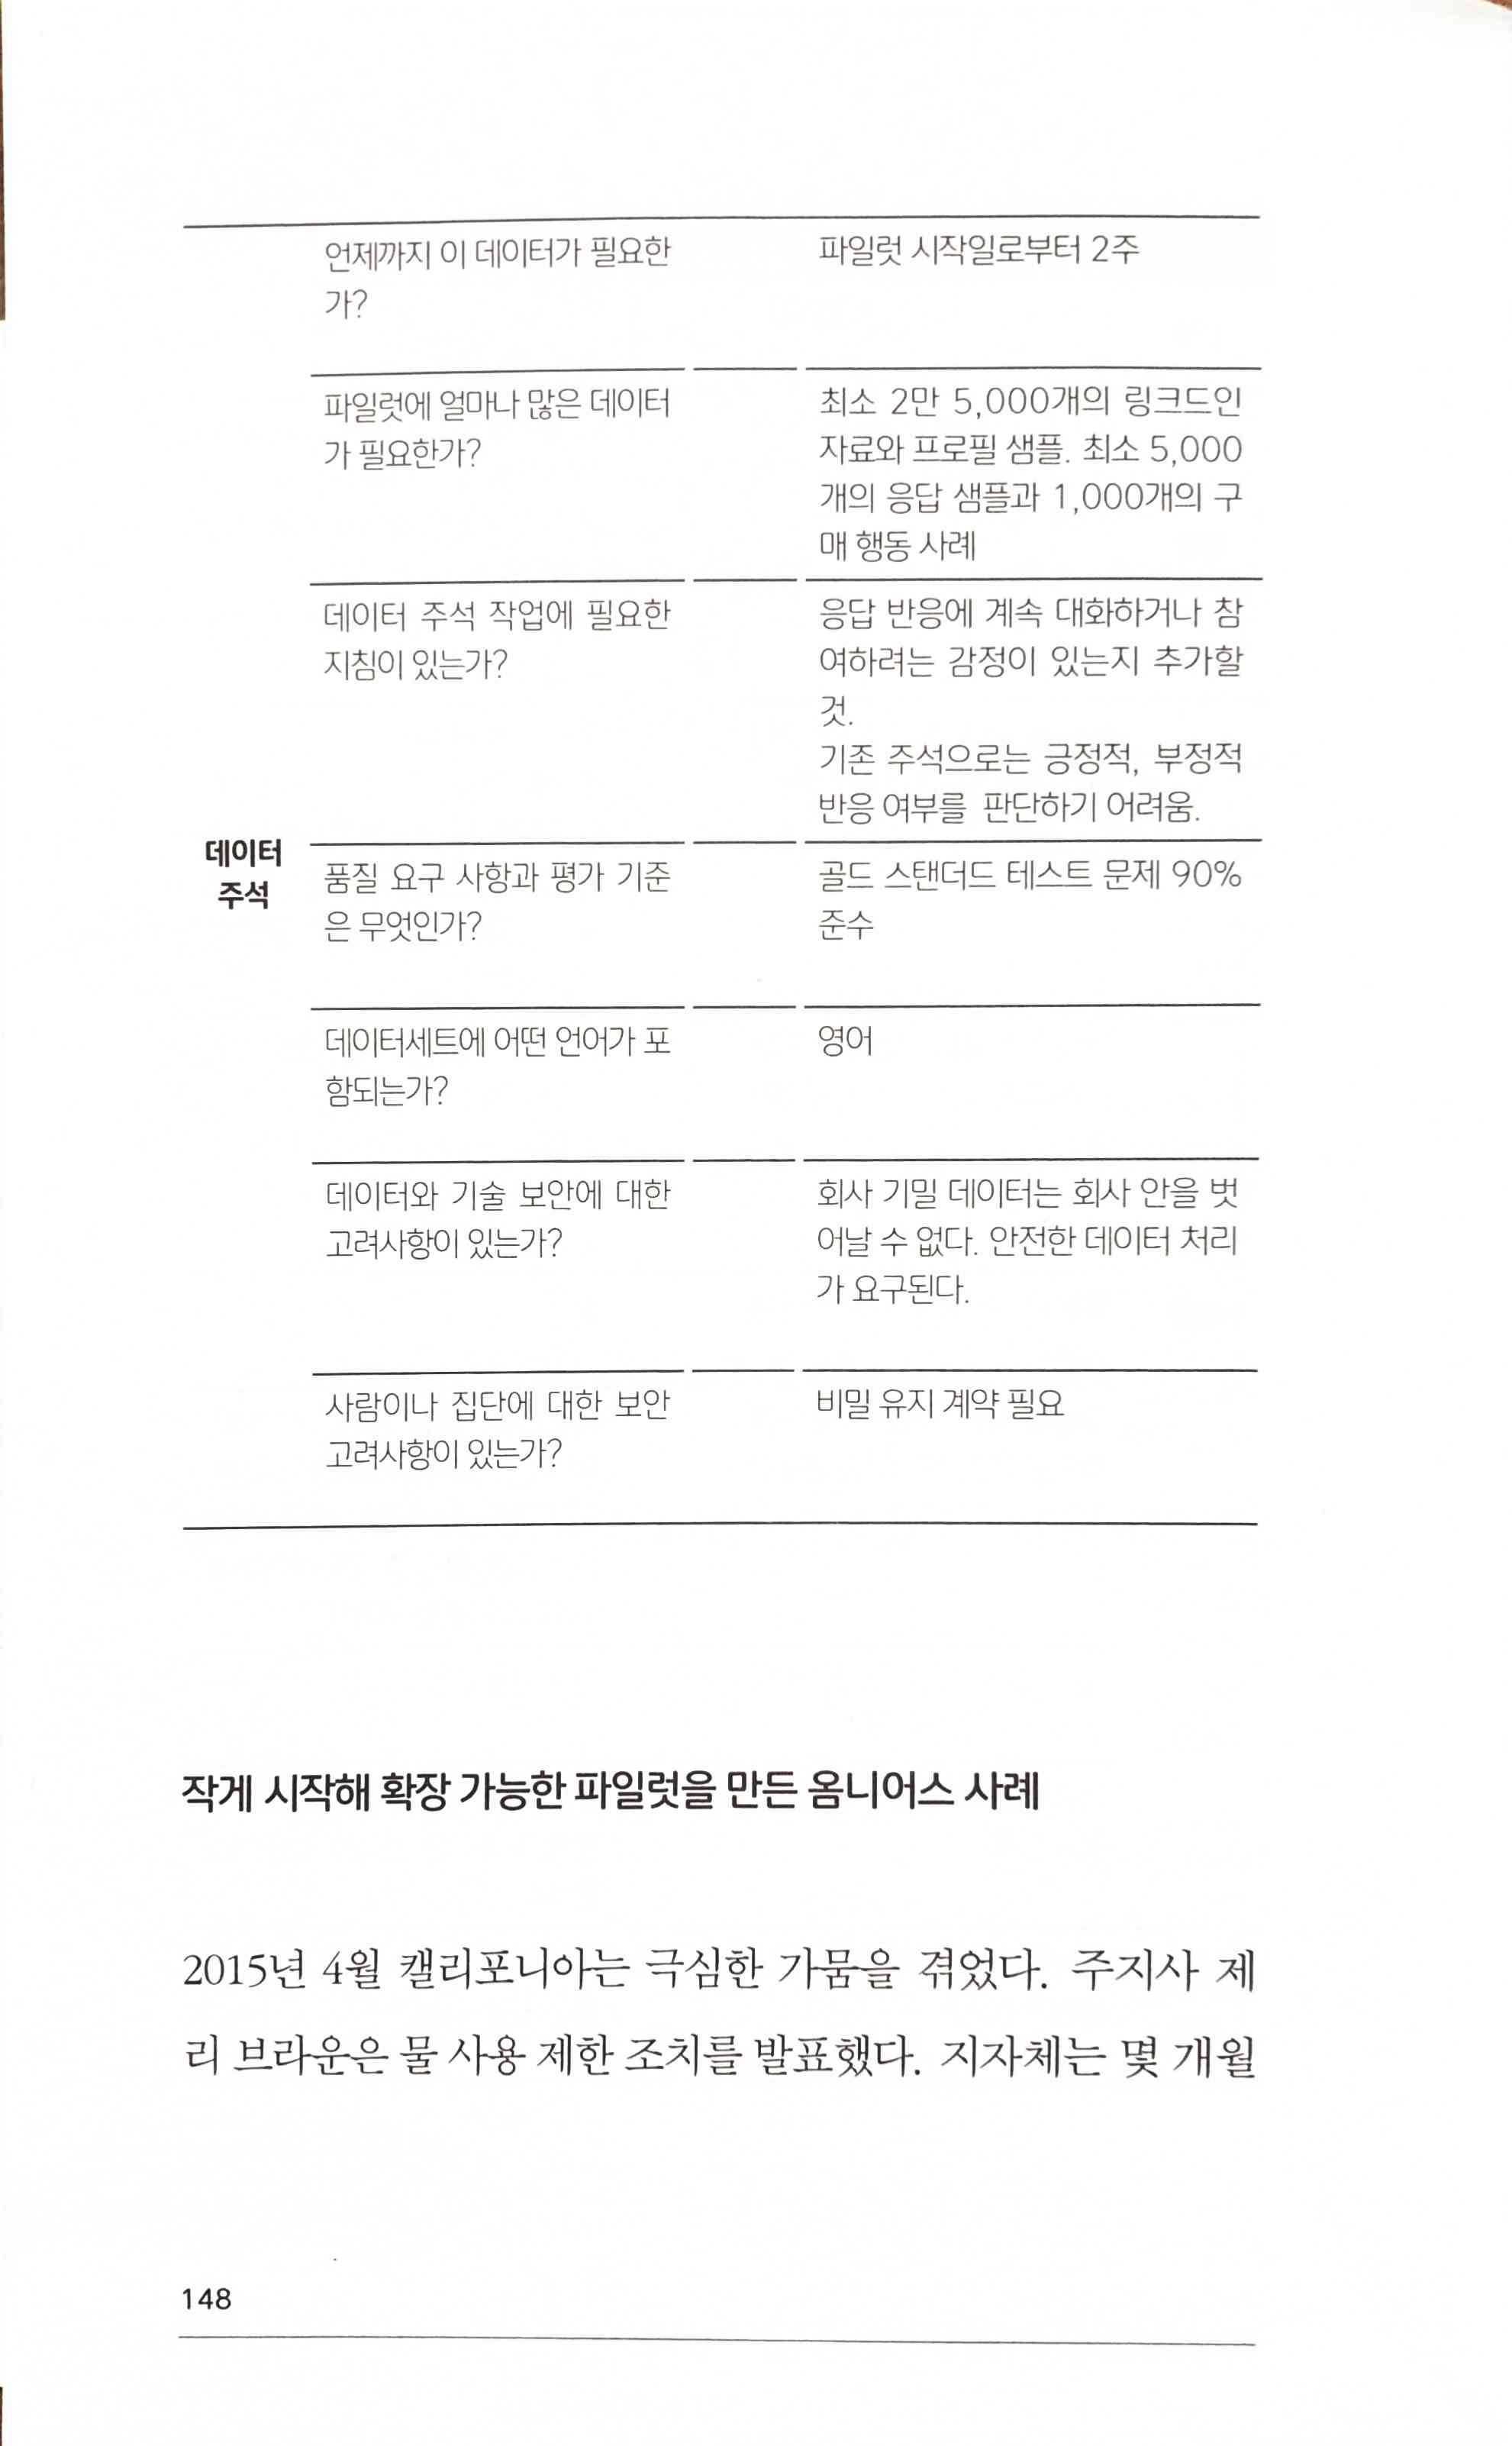 언제까지 이 데이터가 필요한
가?
파일럿 시작일로부터 2주
파일럿에 얼마나 많은 데이터
가 필요한가?
최소 2만 5,000개의 링크드인
자료와 프로필 샘플. 최소 5,000
개의 응답 샘플과 1,000개의 구
매 행동 사례
데이터 주석 작업에 필요한
지침이 있는가?
응답 반응에 계속 대화하거나 참
여하려는 감정이 있는지 추가할
것.
기존 주석으로는 긍정적, 부정적
반응 여부를 판단하기 어려움.
데이터
주석
품질 요구 사항과 평가 기준
은 무엇인가?
골드 스탠더드 테스트 문제 90%
준수
데이터세트에 어떤 언어가 포
함되는가?
영어
데이터와 기술 보안에 대한
고려사항이 있는가?
회사 기밀 데이터는 회사 안을 벗
어날 수 없다. 안전한 데이터 처리
가 요구된다.
사람이나 집단에 대한 보안
고려사항이 있는가?
비밀 유지 계약 필요
작게 시작해 확장 가능한 파일럿을 만든 옴니어스 사례
2015년 4월 캘리포니아는 극심한 가뭄을 겪었다. 주지사 제
리 브라운은 물 사용 제한 조치를 발표했다. 지자체는 몇 개월
148